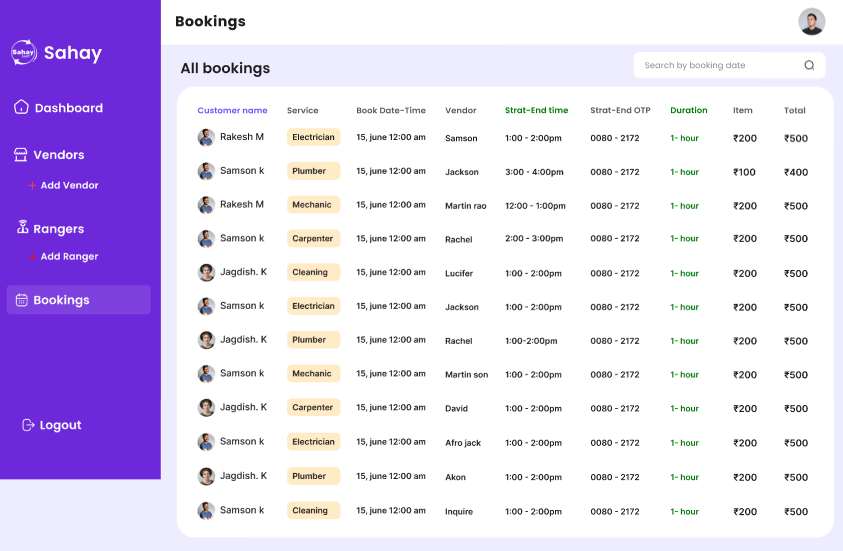 Bookings
Sahay
Sahay
All bookings
Search by booking date
Dashboard
Vendors
+ Add Vendor
Rangers
+ Add Ranger
Bookings
Logout
Customer name Service Book Date-Time Vendor Strat-End time Strat-End OTP Duration Item Total
Rakesh M Electrician 15, june 12:00 am Samson 1:00 - 2:00pm 0080 - 2172 1- hour ₹200 ₹500
Samson k Plumber 15, june 12:00 am Jackson 3:00 - 4:00pm 0080 - 2172 1- hour ₹100 ₹400
Rakesh M Mechanic 15, june 12:00 am Martin rao 12:00 - 1:00pm 0080 - 2172 1- hour ₹200 ₹500
Samson k Carpenter 15, june 12:00 am Rachel 2:00 - 3:00pm 0080 - 2172 1- hour ₹200 ₹500
Jagdish. K Cleaning 15, june 12:00 am Lucifer 1:00 - 2:00pm 0080 - 2172 1- hour ₹200 ₹500
Samson k Electrician 15, june 12:00 am Jackson 1:00 - 2:00pm 0080 - 2172 1- hour ₹200 ₹500
Jagdish. K Plumber 15, june 12:00 am Rachel 1:00-2:00pm 0080 - 2172 1- hour ₹200 ₹500
Samson k Mechanic 15, june 12:00 am Martin son 1:00 - 2:00pm 0080 - 2172 1- hour ₹200 ₹500
Jagdish. K Carpenter 15, june 12:00 am David 1:00 - 2:00pm 0080 - 2172 1- hour ₹200 ₹500
Samson k Electrician 15, june 12:00 am Afro jack 1:00 - 2:00pm 0080 - 2172 1- hour ₹200 ₹500
Jagdish. K Plumber 15, june 12:00 am Akon 1:00 - 2:00pm 0080 - 2172 1- hour ₹200 ₹500
Samson k Cleaning 15, june 12:00 am Inquire 1:00 - 2:00pm 0080 - 2172 1- hour ₹200 ₹500